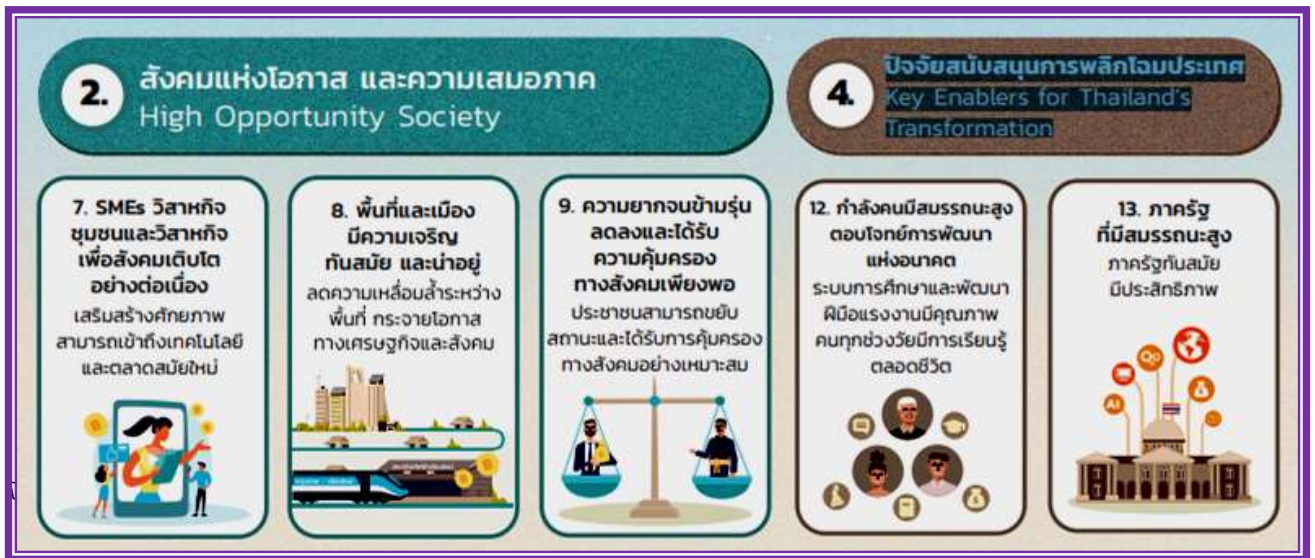 2.
สังคมแห่งโอกาส และความเสมอภาค
High Opportunity Society
4.
ปัจจัยสนับสนุนการพลิกโฉมประเทศ
Key Enablers for Thailand's
Transformation
7. SMEs วิสาหกิจ
ชุมชนและวิสาหกิจ
เพื่อสังคมเติบโต
อย่างต่อเนื่อง
เสริมสร้างศักยภาพ
สามารถเข้าถึงเทคโนโลยี
และตลาดสมัยใหม่
8. พื้นที่และเมือง
มีความเจริญ
ทันสมัย และน่าอยู่
ลดความเหลื่อมล้ำระหว่าง
พื้นที่ กระจายโอกาส
ทางเศรษฐกิจและสังคม
9. ความยากจนข้ามรุ่น
ลดลงและได้รับ
ความคุ้มครอง
ทางสังคมเพียงพอ
ประชาชนสามารถขยับ
สถานะและได้รับการคุ้มครอง
ทางสังคมอย่างเหมาะสม
12. กำลังคนมีสมรรถนะสูง
ตอบโจทย์การพัฒนา
แห่งอนาคต
ระบบการศึกษาและพัฒนา
ฝีมือแรงงานมีคุณภาพ
คนทุกช่วงวัยมีการเรียนรู้
ตลอดชีวิต
13. ภาครัฐ
ที่มีสมรรถนะสูง
ภาครัฐทันสมัย
มีประสิทธิภาพ
AI